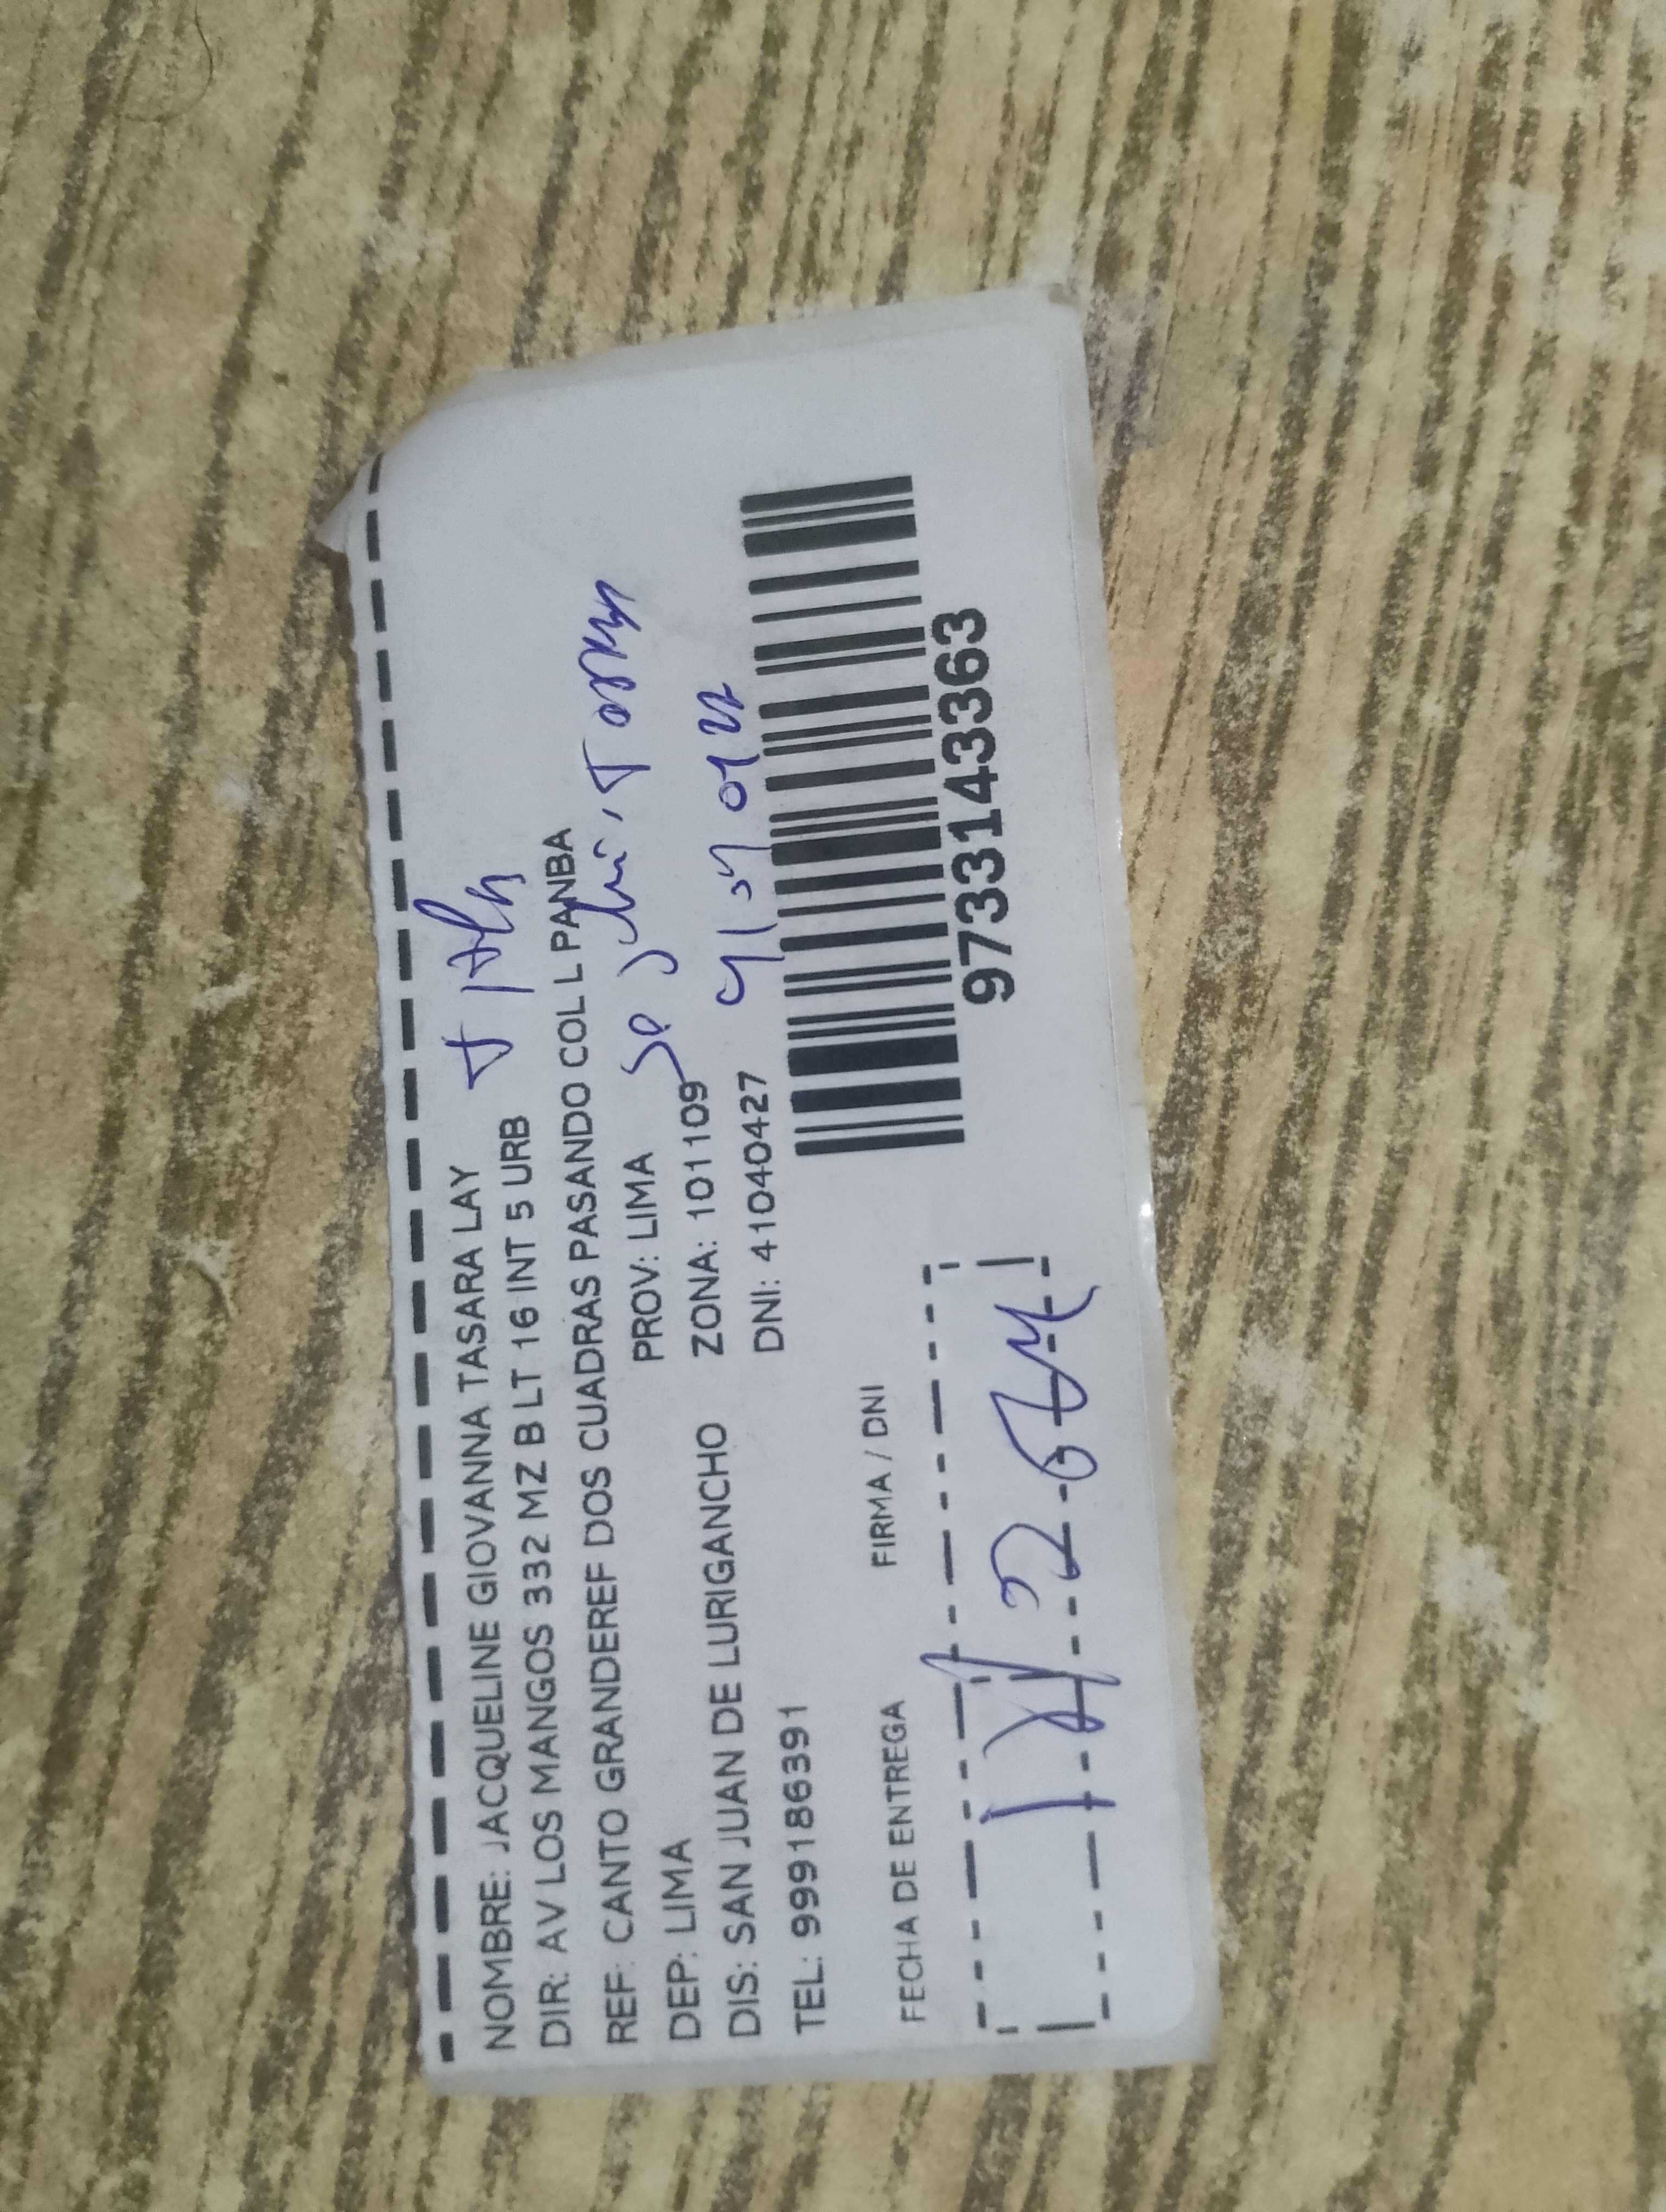 NOMBRE: JACQUELINE GIOVANNA TASARA LAY
DIR: AV LOS MANGOS 332 MZ B LT 16 INT 5 URB
REF: CANTO GRANDEREF DOS CUADRAS PASANDO COL L PANBA
DEP: LIMA PROV: LIMA
DIS: SAN JUAN DE LURIGANCHO ZONA: 101109
TEL: 999186391 DNI: 41040427
FECHA DE ENTREGA FIRMA / DNI
9733143363